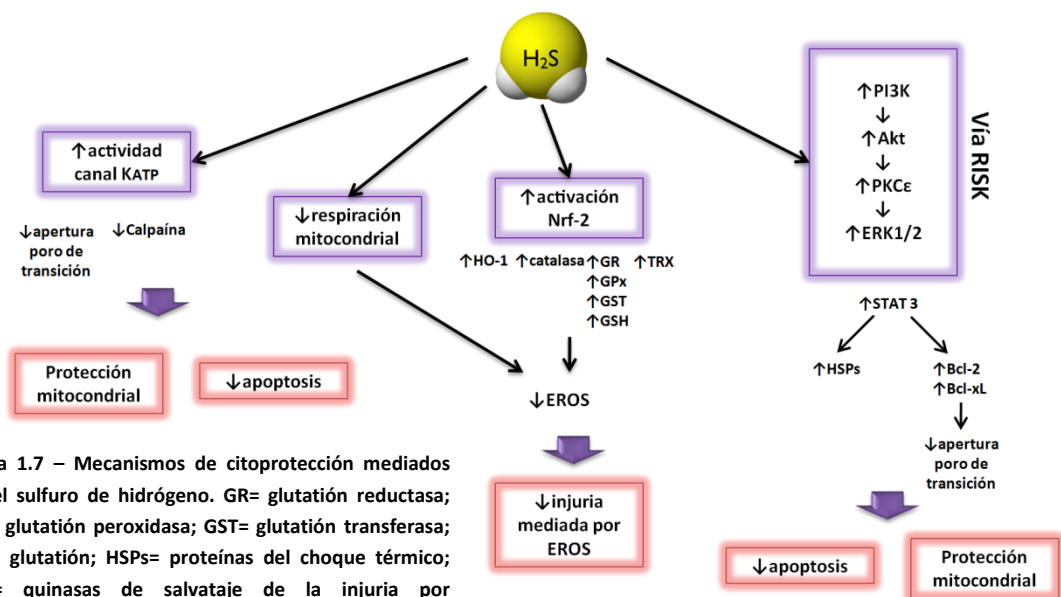 H₂S
↑actividad
canal KATP
↓apertura
poro de
transición
↓Calpaína
Protección
mitocondrial
↓apoptosis
↓respiración
mitocondrial
↑activación
Nrf-2
↑HO-1 ↑catalasa ↑GR ↑TRX
↑GPx
↑GST
↑GSH
↓EROS
↓injuria
mediada por
EROS
↑PI3K
↓
↑Akt
↓
↑PKCε
↓
↑ERK1/2
Vía RISK
↑STAT 3
↑HSPs
↑Bcl-2
↑Bcl-xL
↓apertura
poro de
transición
↓apoptosis
Protección
mitocondrial
a 1.7 – Mecanismos de citoprotección mediados
el sulfuro de hidrógeno. GR= glutatión reductasa;
glutatión peroxidasa; GST= glutatión transferasa;
glutatión; HSPs= proteínas del choque térmico;
= quinasas de salvataje de la injuria por